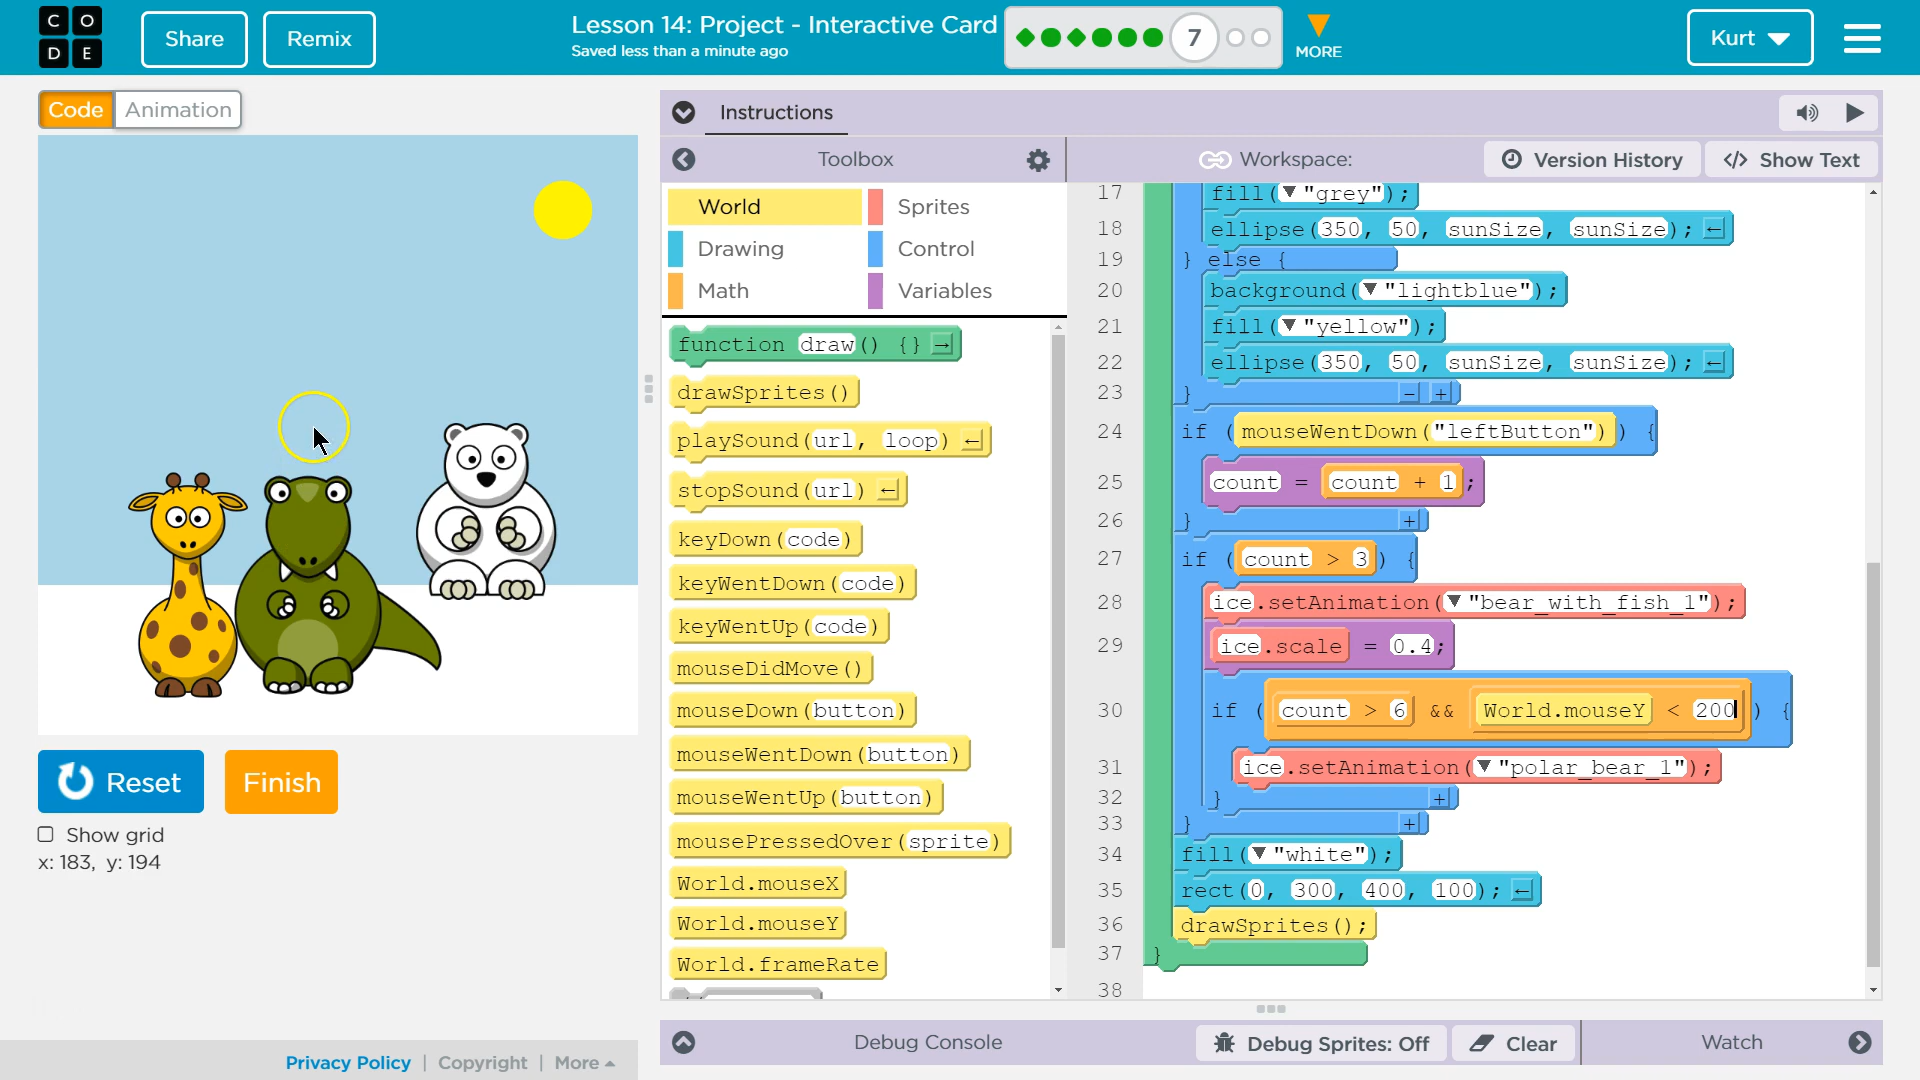 C O
D E
Share
Remix
Lesson 14: Project - Interactive Card
Saved less than a minute ago
7
MORE
Kurt
Code
Animation
Instructions
Toolbox
Workspace:
Version History
</> Show Text
World
Sprites
Drawing
Control
Math
Variables
function draw() {}
drawSprites()
playSound(url, loop)
stopSound(url)
keyDown(code)
keyWentDown(code)
keyWentUp(code)
mouseDidMove()
mouseDown(button)
mouseWentDown(button)
mouseWentUp(button)
mousePressedOver(sprite)
World.mouseX
World.mouseY
World.frameRate
17 fill("grey");
18 ellipse(350, 50, sunSize, sunSize);
19 } else {
20 background("lightblue");
21 fill("yellow");
22 ellipse(350, 50, sunSize, sunSize);
23 } - +
24 if (mouseWentDown("leftButton")) {
25 count = count + 1;
26 } +
27 if (count > 3) {
28 ice.setAnimation("bear_with_fish_1");
29 ice.scale = 0.4;
30 if (count > 6 && World.mouseY < 200) {
31 ice.setAnimation("polar_bear_1");
32 } +
33 } +
34 fill("white");
35 rect(0, 300, 400, 100);
36 drawSprites();
37 }
38
Reset
Finish
Show grid
x: 183, y: 194
Debug Console
Debug Sprites: Off
Clear
Watch
Privacy Policy | Copyright | More